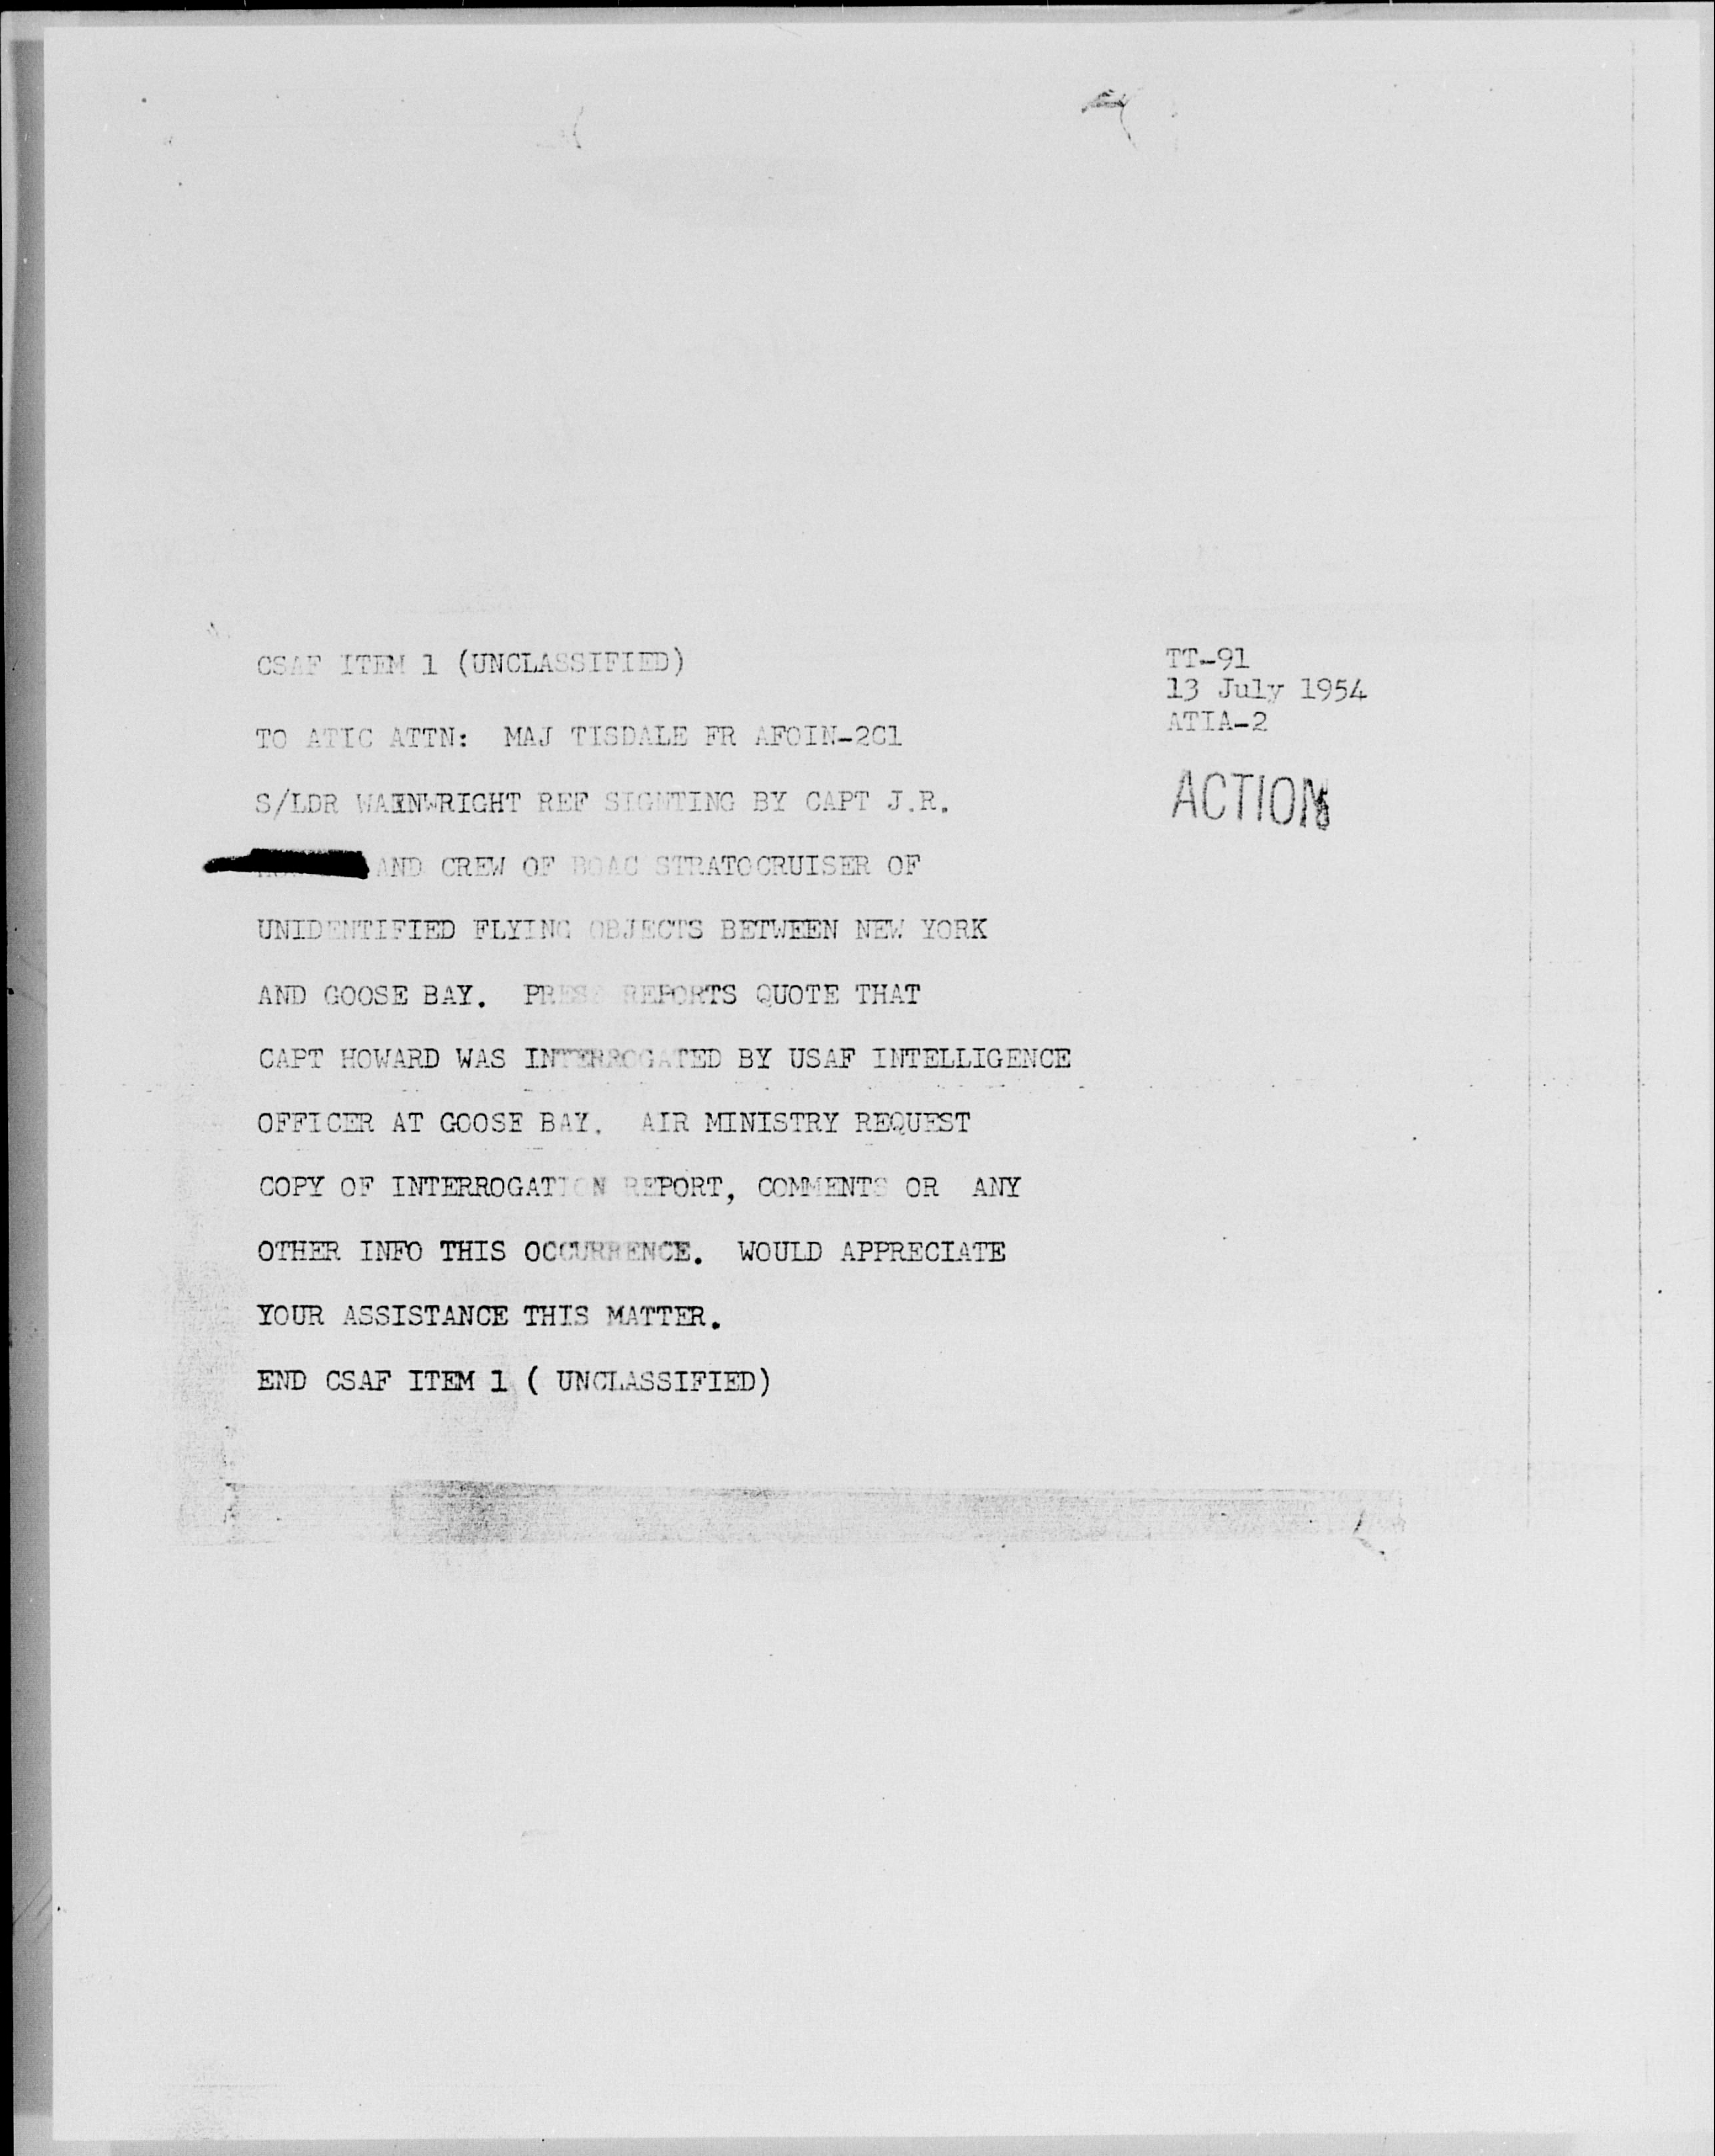 CSAF ITEM 1 (UNCLASSIFIED)
TT-91
13 July 1954
ATIA-2
TO ATIC ATTN: MAJ TISDALE FR AFOIN-2C1
ACTION
S/LDR WAENWRIGHT REF SIGHTING BY CAPT J.R.
AND CREW OF BOAC STRATOCRUISER OF
UNIDENTIFIED FLYING OBJECTS BETWEEN NEW YORK
AND GOOSE BAY. PRESS REPORTS QUOTE THAT
CAPT HOWARD WAS INTERROGATED BY USAF INTELLIGENCE
OFFICER AT GOOSE BAY. AIR MINISTRY REQUEST
COPY OF INTERROGATION REPORT, COMMENTS OR ANY
OTHER INFO THIS OCCURRENCE. WOULD APPRECIATE
YOUR ASSISTANCE THIS MATTER.
END CSAF ITEM 1 ( UNCLASSIFIED)